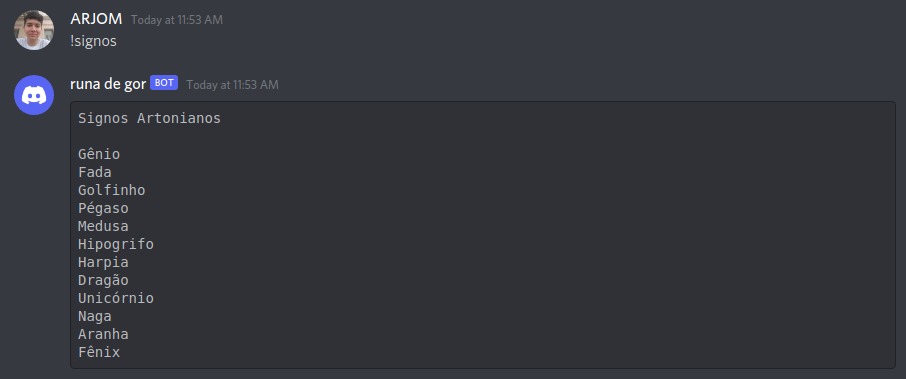 ARJOM Today at 11:53 AM
!signos
runa de gor BOT Today at 11:53 AM
Signos Artonianos
Gênio
Fada
Golfinho
Pégaso
Medusa
Hipogrifo
Harpia
Dragão
Unicórnio
Naga
Aranha
Fênix